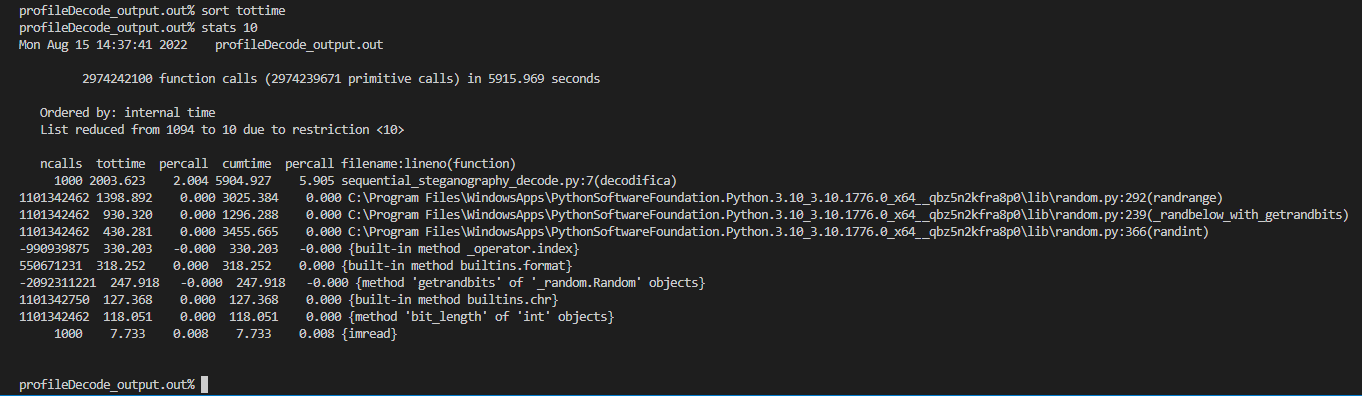 profileDecode_output.out% sort tottime
profileDecode_output.out% stats 10
Mon Aug 15 14:37:41 2022    profileDecode_output.out

         2974242100 function calls (2974239671 primitive calls) in 5915.969 seconds

   Ordered by: internal time
   List reduced from 1094 to 10 due to restriction <10>

   ncalls  tottime  percall  cumtime  percall filename:lineno(function)
     1000 2003.623    2.004 5904.927    5.905 sequential_steganography_decode.py:7(decodifica)
1101342462 1398.892    0.000 3025.384    0.000 C:\Program Files\WindowsApps\PythonSoftwareFoundation.Python.3.10_3.10.1776.0_x64__qbz5n2kfra8p0\lib\random.py:292(randrange)
1101342462  930.320    0.000 1296.288    0.000 C:\Program Files\WindowsApps\PythonSoftwareFoundation.Python.3.10_3.10.1776.0_x64__qbz5n2kfra8p0\lib\random.py:239(_randbelow_with_getrandbits)
1101342462  430.281    0.000 3455.665    0.000 C:\Program Files\WindowsApps\PythonSoftwareFoundation.Python.3.10_3.10.1776.0_x64__qbz5n2kfra8p0\lib\random.py:366(randint)
-990939875  330.203   -0.000  330.203   -0.000 {built-in method _operator.index}
550671231  318.252    0.000  318.252    0.000 {built-in method builtins.format}
-2092311221  247.918   -0.000  247.918   -0.000 {method 'getrandbits' of '_random.Random' objects}
1101342750  127.368    0.000  127.368    0.000 {built-in method builtins.chr}
1101342462  118.051    0.000  118.051    0.000 {method 'bit_length' of 'int' objects}
     1000    7.733    0.008    7.733    0.008 {imread}

profileDecode_output.out%